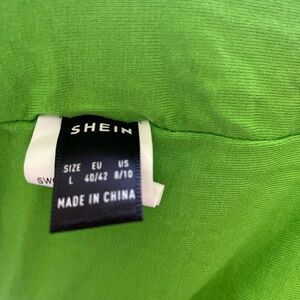 SHEIN
SIZE EU US
L 40/42 8/10
MADE IN CHINA